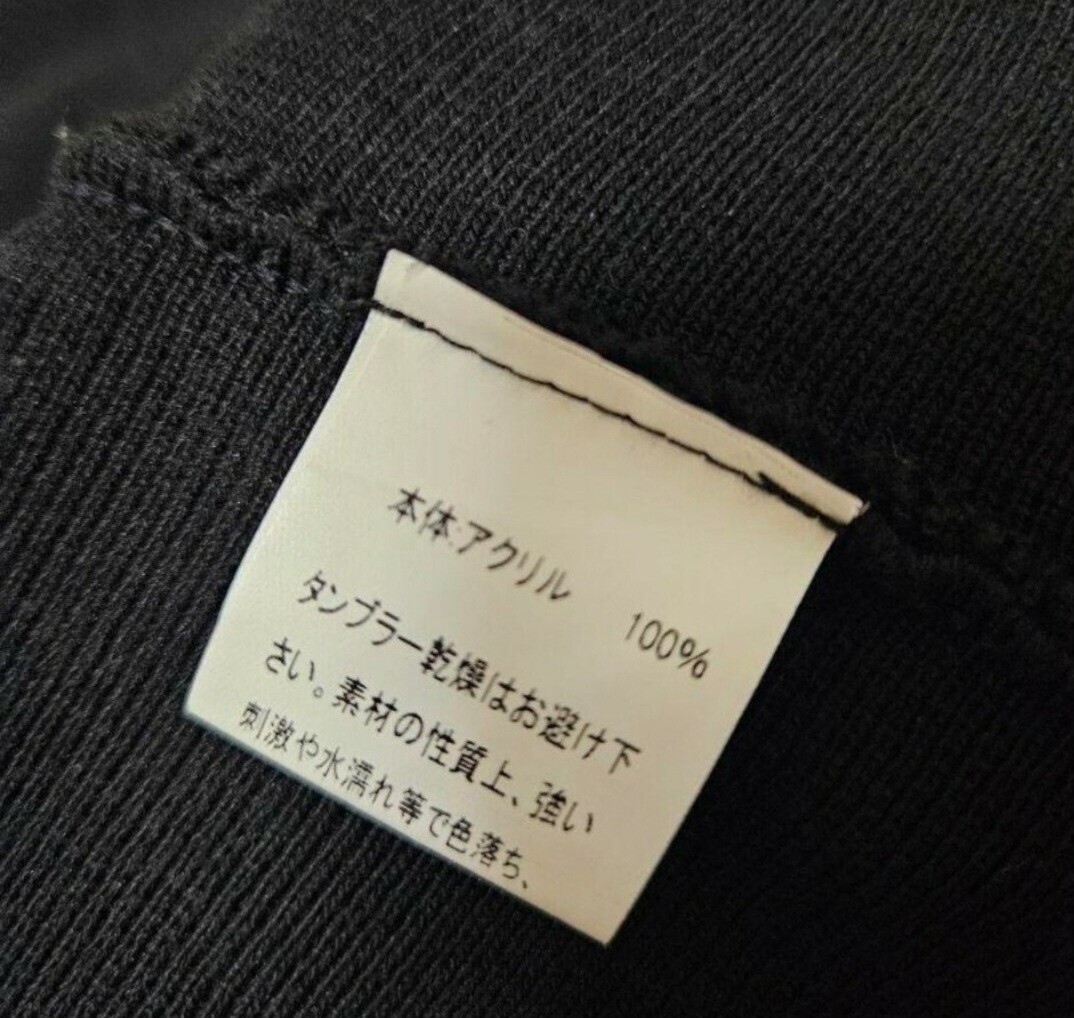 本体:アクリル 100%
タンブラー乾燥はお避け下
さい。素材の性質上、強い
刺激や水濡れ等で色落ち、